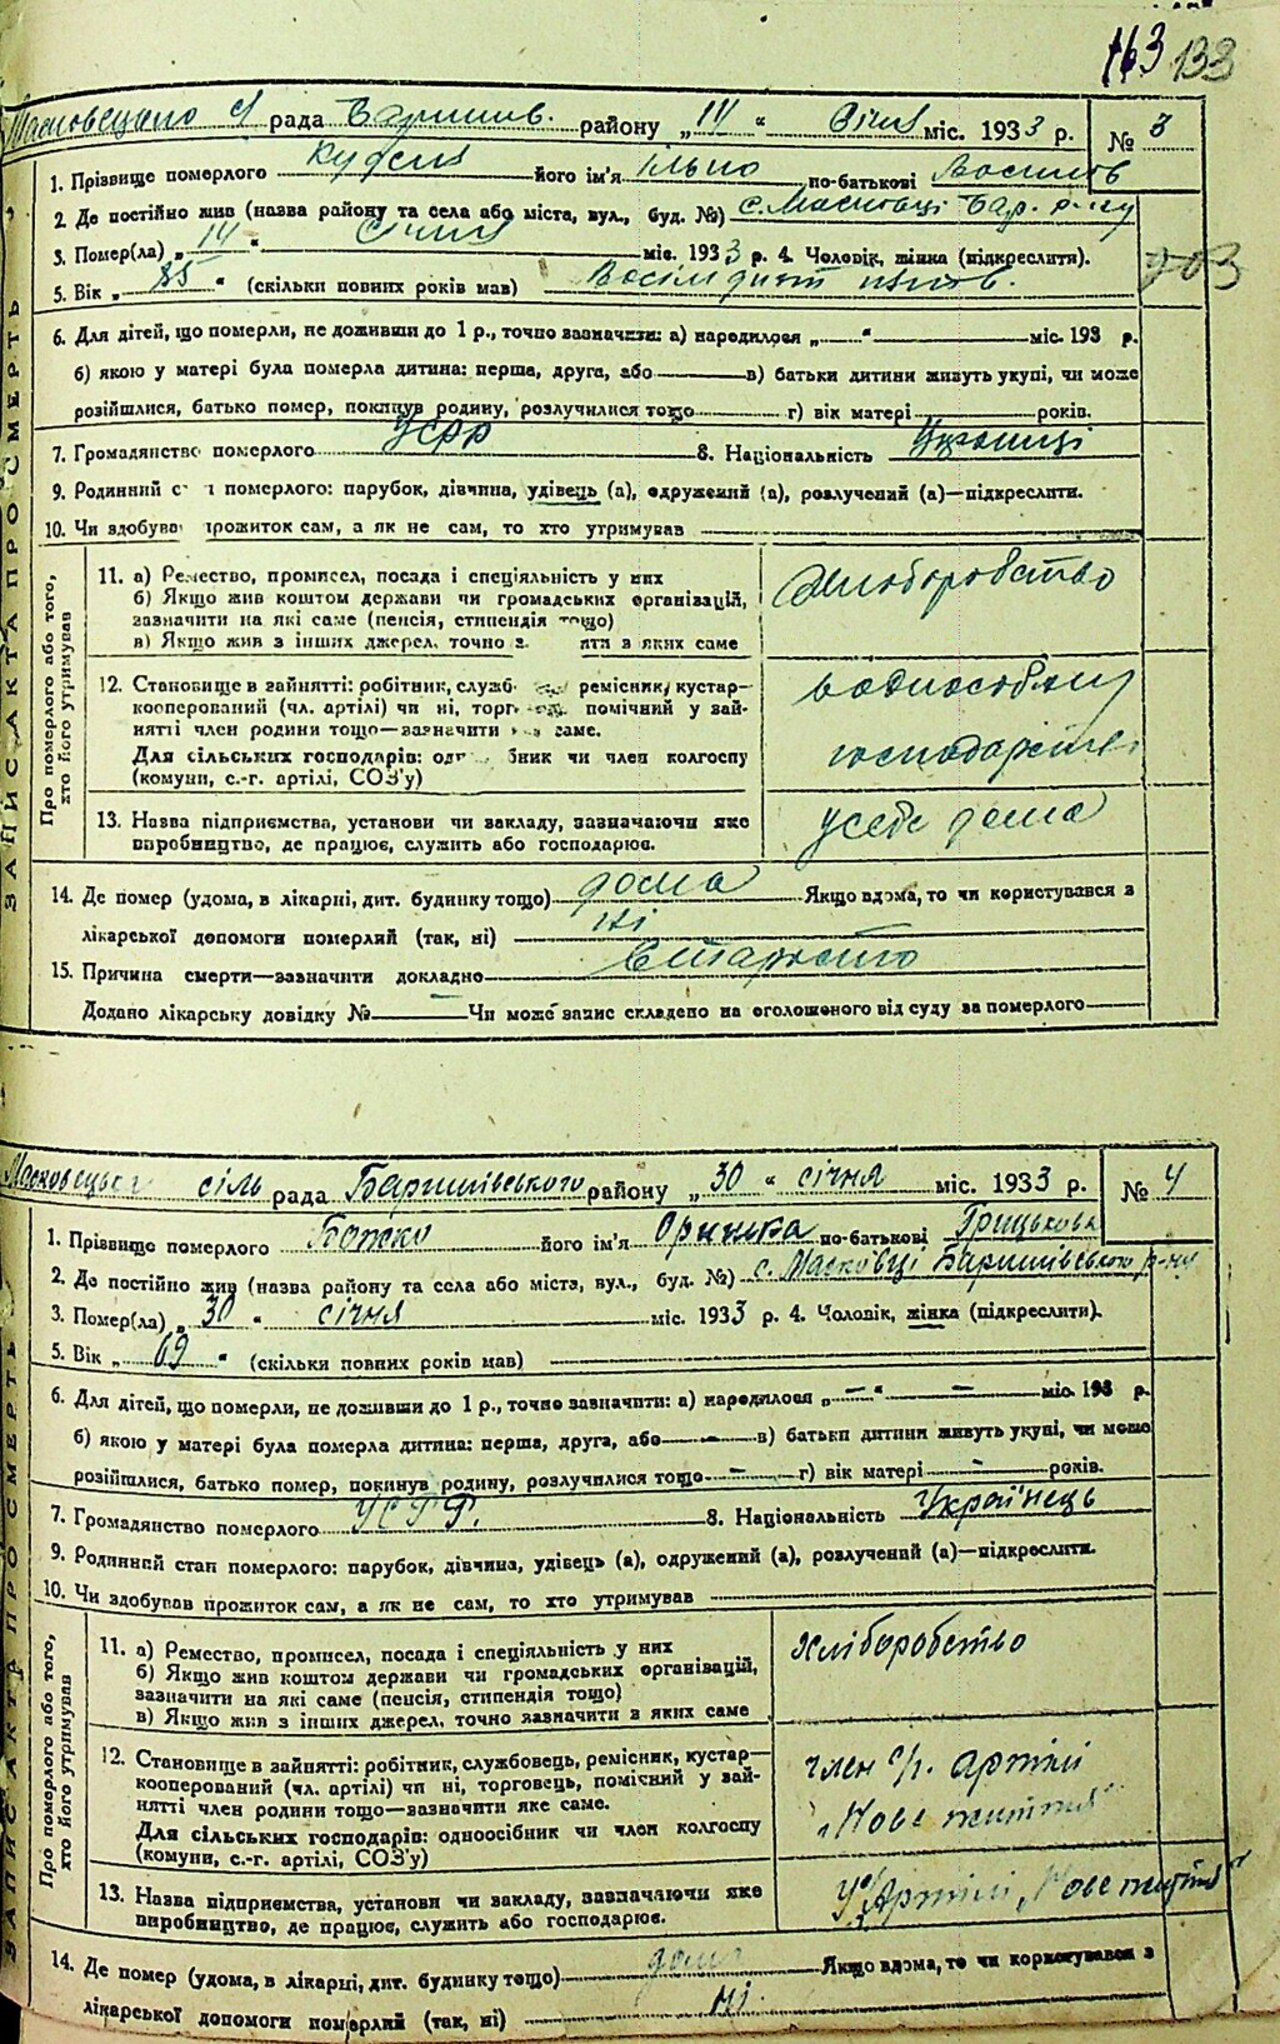 163 133
рада Баришів. району „14“ Січня міс. 1933 р. № 3
1. Прізвище померлого його ім'я Ілько по-батькові
2. Де постійно жив (назва району та села або міста, вул., буд. №) с. Масківці Бар. р-ну
3. Помер(ла) „14“ Січня міс. 1933 р. 4. Чоловік, жінка (підкреслити).
5. Вік „85“ (скільки повних років мав) Восімдисят
6. Для дітей, що померли, не доживши до 1 р., точно зазначити: а) народилося „ “ міс. 193 р.
б) якою у матері була померла дитина: перша, друга, або в) батьки дитини живуть укупі, чи може
розійшлися, батько помер, покинув родину, розлучилися тощо г) вік матері років.
7. Громадянство померлого УСРР 8. Національність
9. Родинний померлого: парубок, дівчина, удівець (а), одружений (а), розлучений (а)—підкреслити.
10. Чи здобував прожиток сам, а як не сам, то хто утримував
ЗАПИС АКТА ПРО СМЕРТЬ
Про померлого або того, хто його утримував
11. а) Ремество, промисел, посада і спеціяльність у них
б) Якщо жив коштом держави чи громадських організацій,
зазначити на які саме (пенсія, стипендія тощо)
в) Якщо жив з інших джерел, точно з яких саме
Хліборобство
12. Становище в зайнятті: робітник, служб ремісник, кустар—
кооперований (чл. артілі) чи ні, торг помічний у зай-
нятті член родини тощо—зазначити саме.
Для сільських господарів: одноосібник чи член колгоспу
(комуни, с.-г. артілі, СОЗ'у)
господарстві
13. Назва підприємства, установи чи закладу, зазначаючи яке
виробництво, де працює, служить або господарює.
усебе дома
14. Де помер (удома, в лікарні, дит. будинку тощо) дома Якщо вдома, то чи користувався з
лікарської допомоги померлий (так, ні) ні
15. Причина смерти—зазначити докладно
Додано лікарську довідку № — Чи може запис складено на оголошеного від суду за померлого
Масковецька сіль рада Баришівського району „30“ січня міс. 1933 р. № 4
1. Прізвище померлого Божко його ім'я Оринька по-батькові Грицькова
2. Де постійно жив (назва району та села або міста, вул., буд. №) с. Масківці Баришівського р-ну
3. Помер(ла) „30“ січня міс. 1933 р. 4. Чоловік, жінка (підкреслити).
5. Вік „69“ (скільки повних років мав)
6. Для дітей, що померли, не доживши до 1 р., точно зазначити: а) народилося „—“ — міс. 193 р.
б) якою у матері була померла дитина: перша, друга, або — в) батьки дитини живуть укупі, чи може
розійшлися, батько помер, покинув родину, розлучилися тощо — г) вік матері — років.
7. Громадянство померлого УСРР. 8. Національність Українець
9. Родинний стан померлого: парубок, дівчина, удівець (а), одружений (а), розлучений (а)—підкреслити.
10. Чи здобував прожиток сам, а як не сам, то хто утримував
ЗАПИС АКТА ПРО СМЕРТЬ
Про померлого або того, хто його утримував
11. а) Ремество, промисел, посада і спеціяльність у них
б) Якщо жив коштом держави чи громадських організацій,
зазначити на які саме (пенсія, стипендія тощо)
в) Якщо жив з інших джерел, точно зазначити з яких саме
Хліборобство
12. Становище в зайнятті: робітник, службовець, ремісник, кустар—
кооперований (чл. артілі) чи ні, торговець, помічний у зай-
нятті член родини тощо—зазначити яке саме.
Для сільських господарів: одноосібник чи член колгоспу
(комуни, с.-г. артілі, СОЗ'у)
член с/г. артілі
„Нове життя“
13. Назва підприємства, установи чи закладу, зазначаючи яке
виробництво, де працює, служить або господарює.
У Артілі „Нове життя“
14. Де помер (удома, в лікарні, дит. будинку тощо) дома Якщо вдома, то чи користувався з
лікарської допомоги померлий (так, ні) ні.